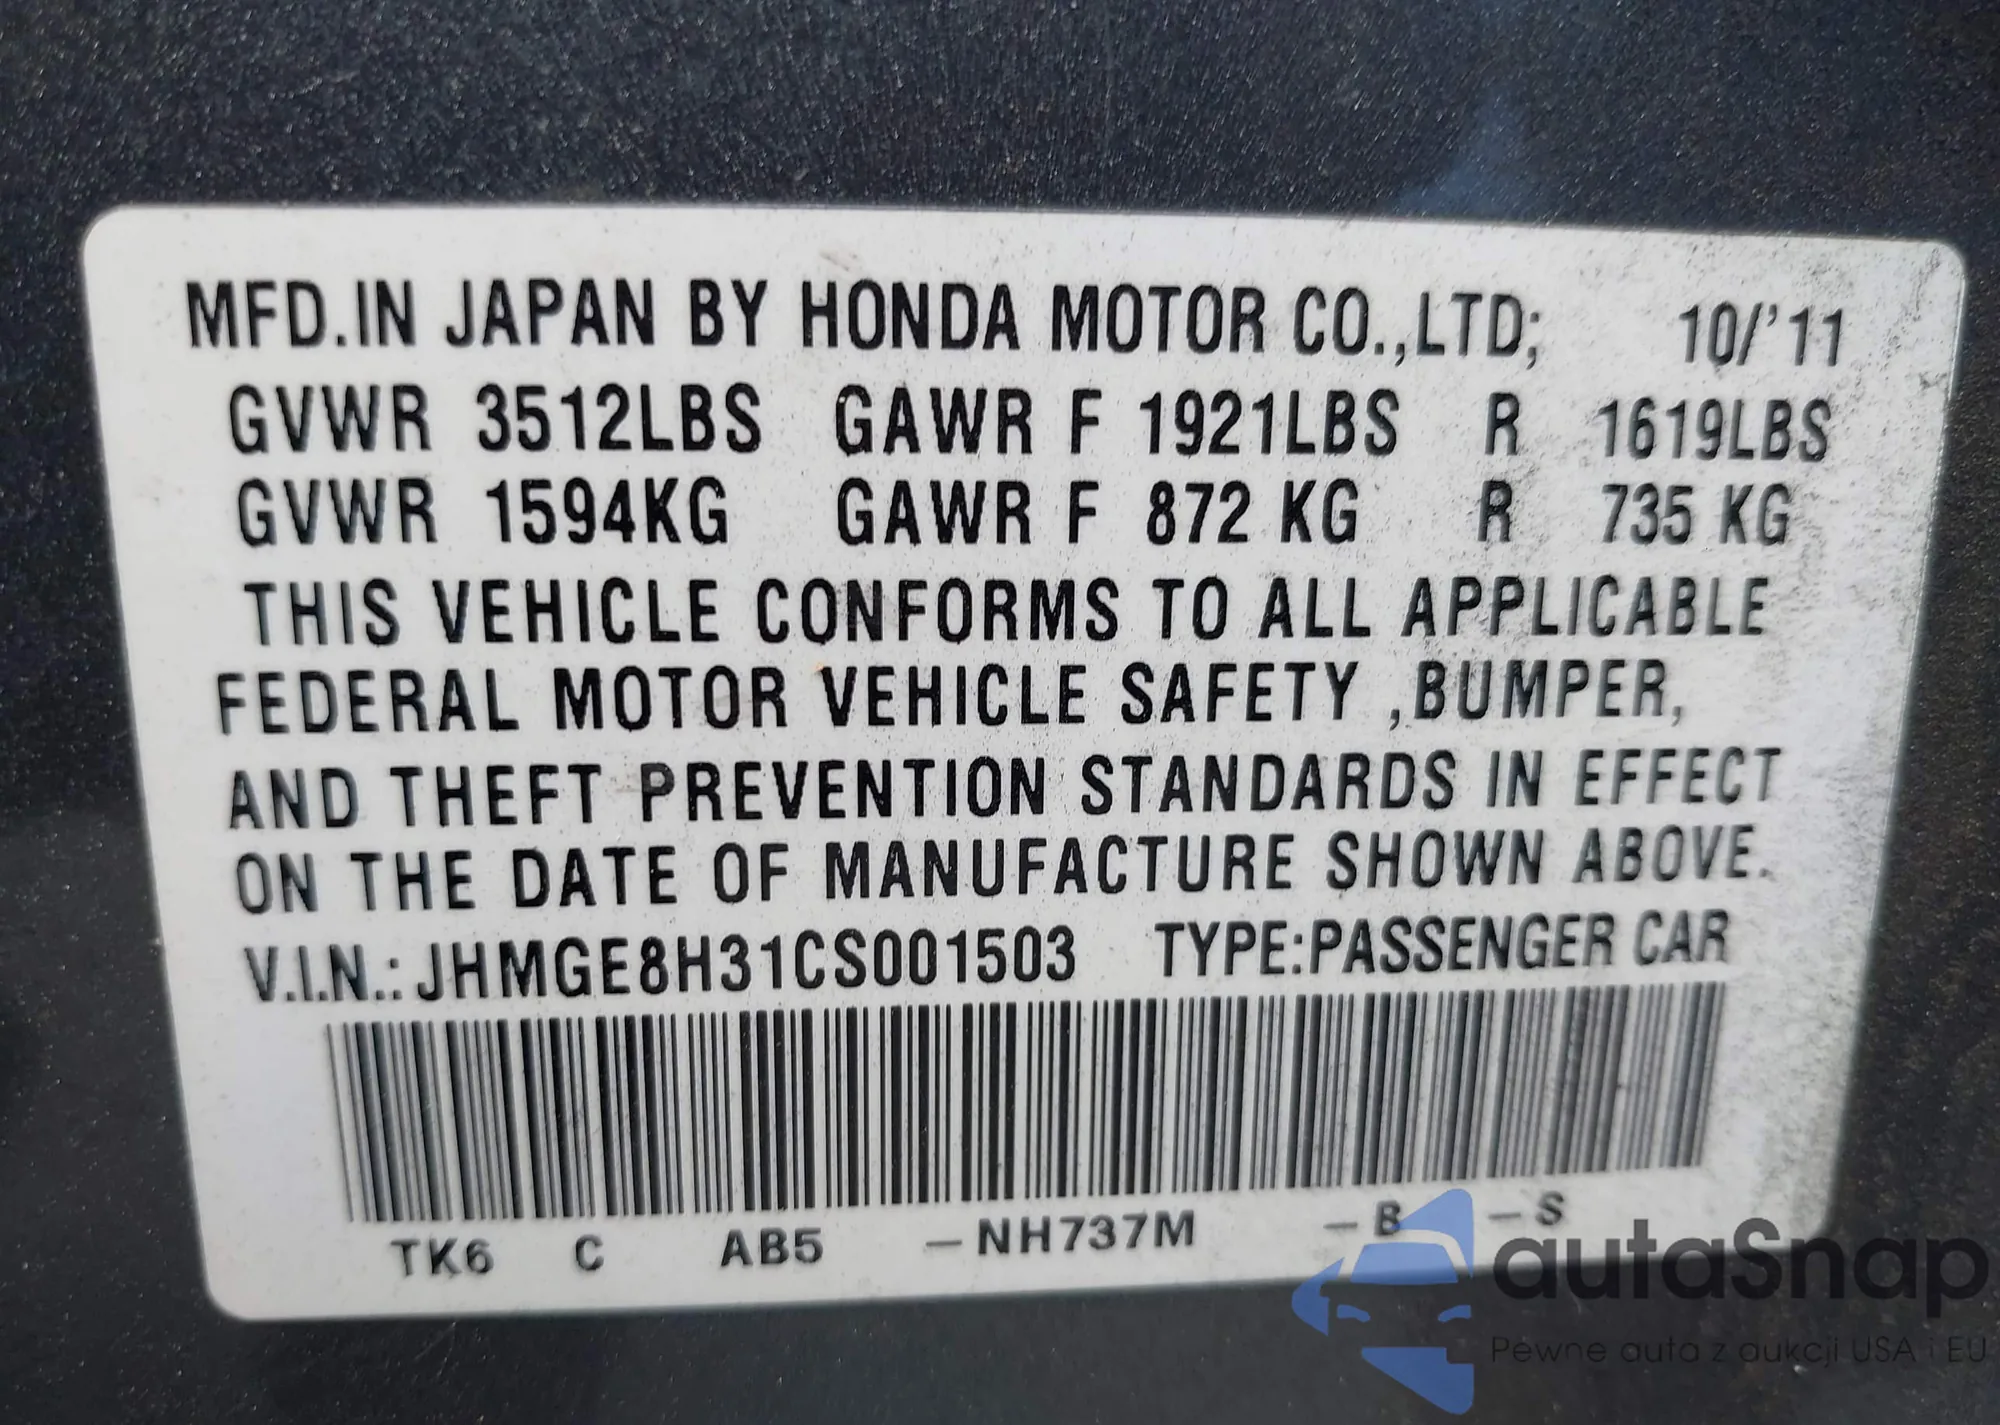 MFD.IN JAPAN BY HONDA MOTOR CO.,LTD; 10/'11
GVWR 3512LBS GAWR F 1921LBS R 1619LBS
GVWR 1594KG GAWR F 872 KG R 735 KG
THIS VEHICLE CONFORMS TO ALL APPLICABLE
FEDERAL MOTOR VEHICLE SAFETY ,BUMPER,
AND THEFT PREVENTION STANDARDS IN EFFECT
ON THE DATE OF MANUFACTURE SHOWN ABOVE.
V.I.N.: JHMGE8H31CS001503 TYPE:PASSENGER CAR
TK6 C AB5 –NH737M –B –S
autaSnap
Pewne auta z aukcji USA i EU